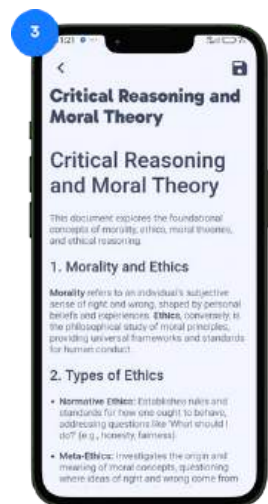 3
1:21
Critical Reasoning and
Moral Theory
Critical Reasoning
and Moral Theory
This document explores the foundational
concepts of morality, ethics, moral theories,
and ethical reasoning.
1. Morality and Ethics
Morality refers to an individual's subjective
sense of right and wrong, shaped by personal
beliefs and experiences. Ethics, conversely, is
the philosophical study of moral principles,
providing universal frameworks and standards
for human conduct.
2. Types of Ethics
• Normative Ethics: Establishes rules and
standards for how one ought to behave,
addressing questions like 'What should I
do?' (e.g., honesty, fairness).
• Meta-Ethics: Investigates the origin and
meaning of moral concepts, questioning
where ideas of right and wrong come from